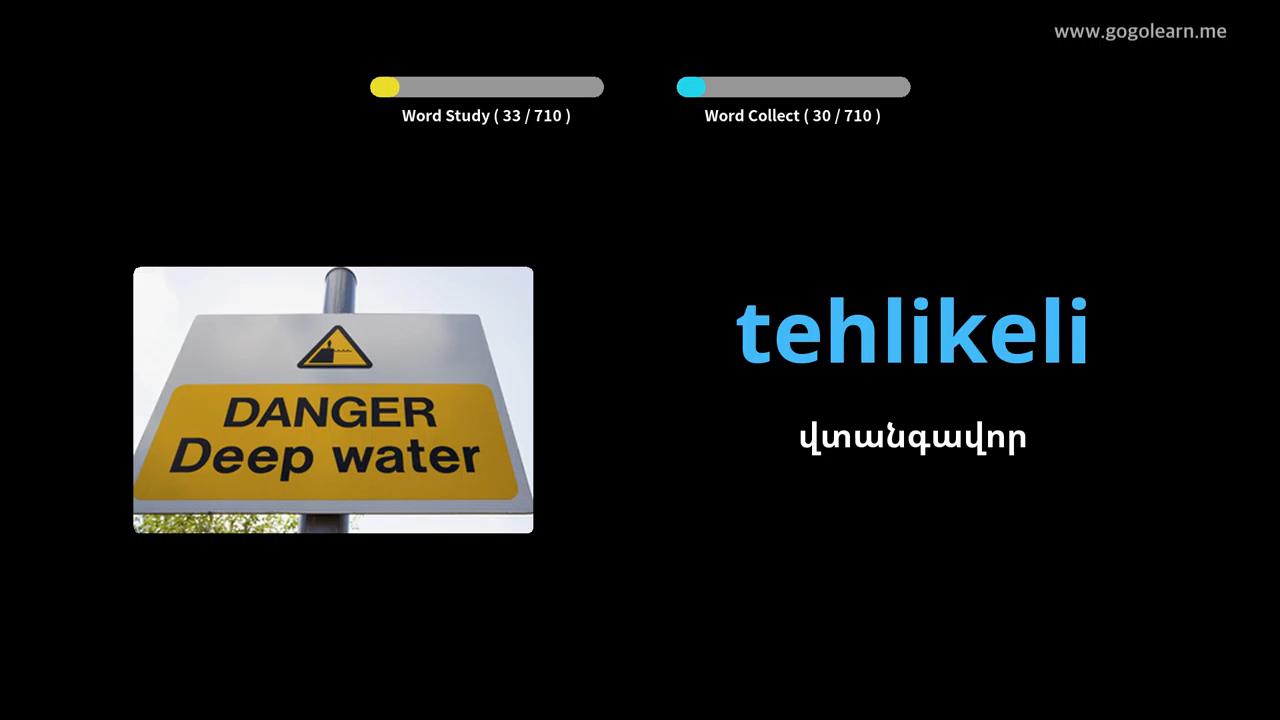 www.gogolearn.me
Word Study ( 33 / 710 )
Word Collect ( 30 / 710 )
DANGER
Deep water
tehlikeli
վտանգավոր